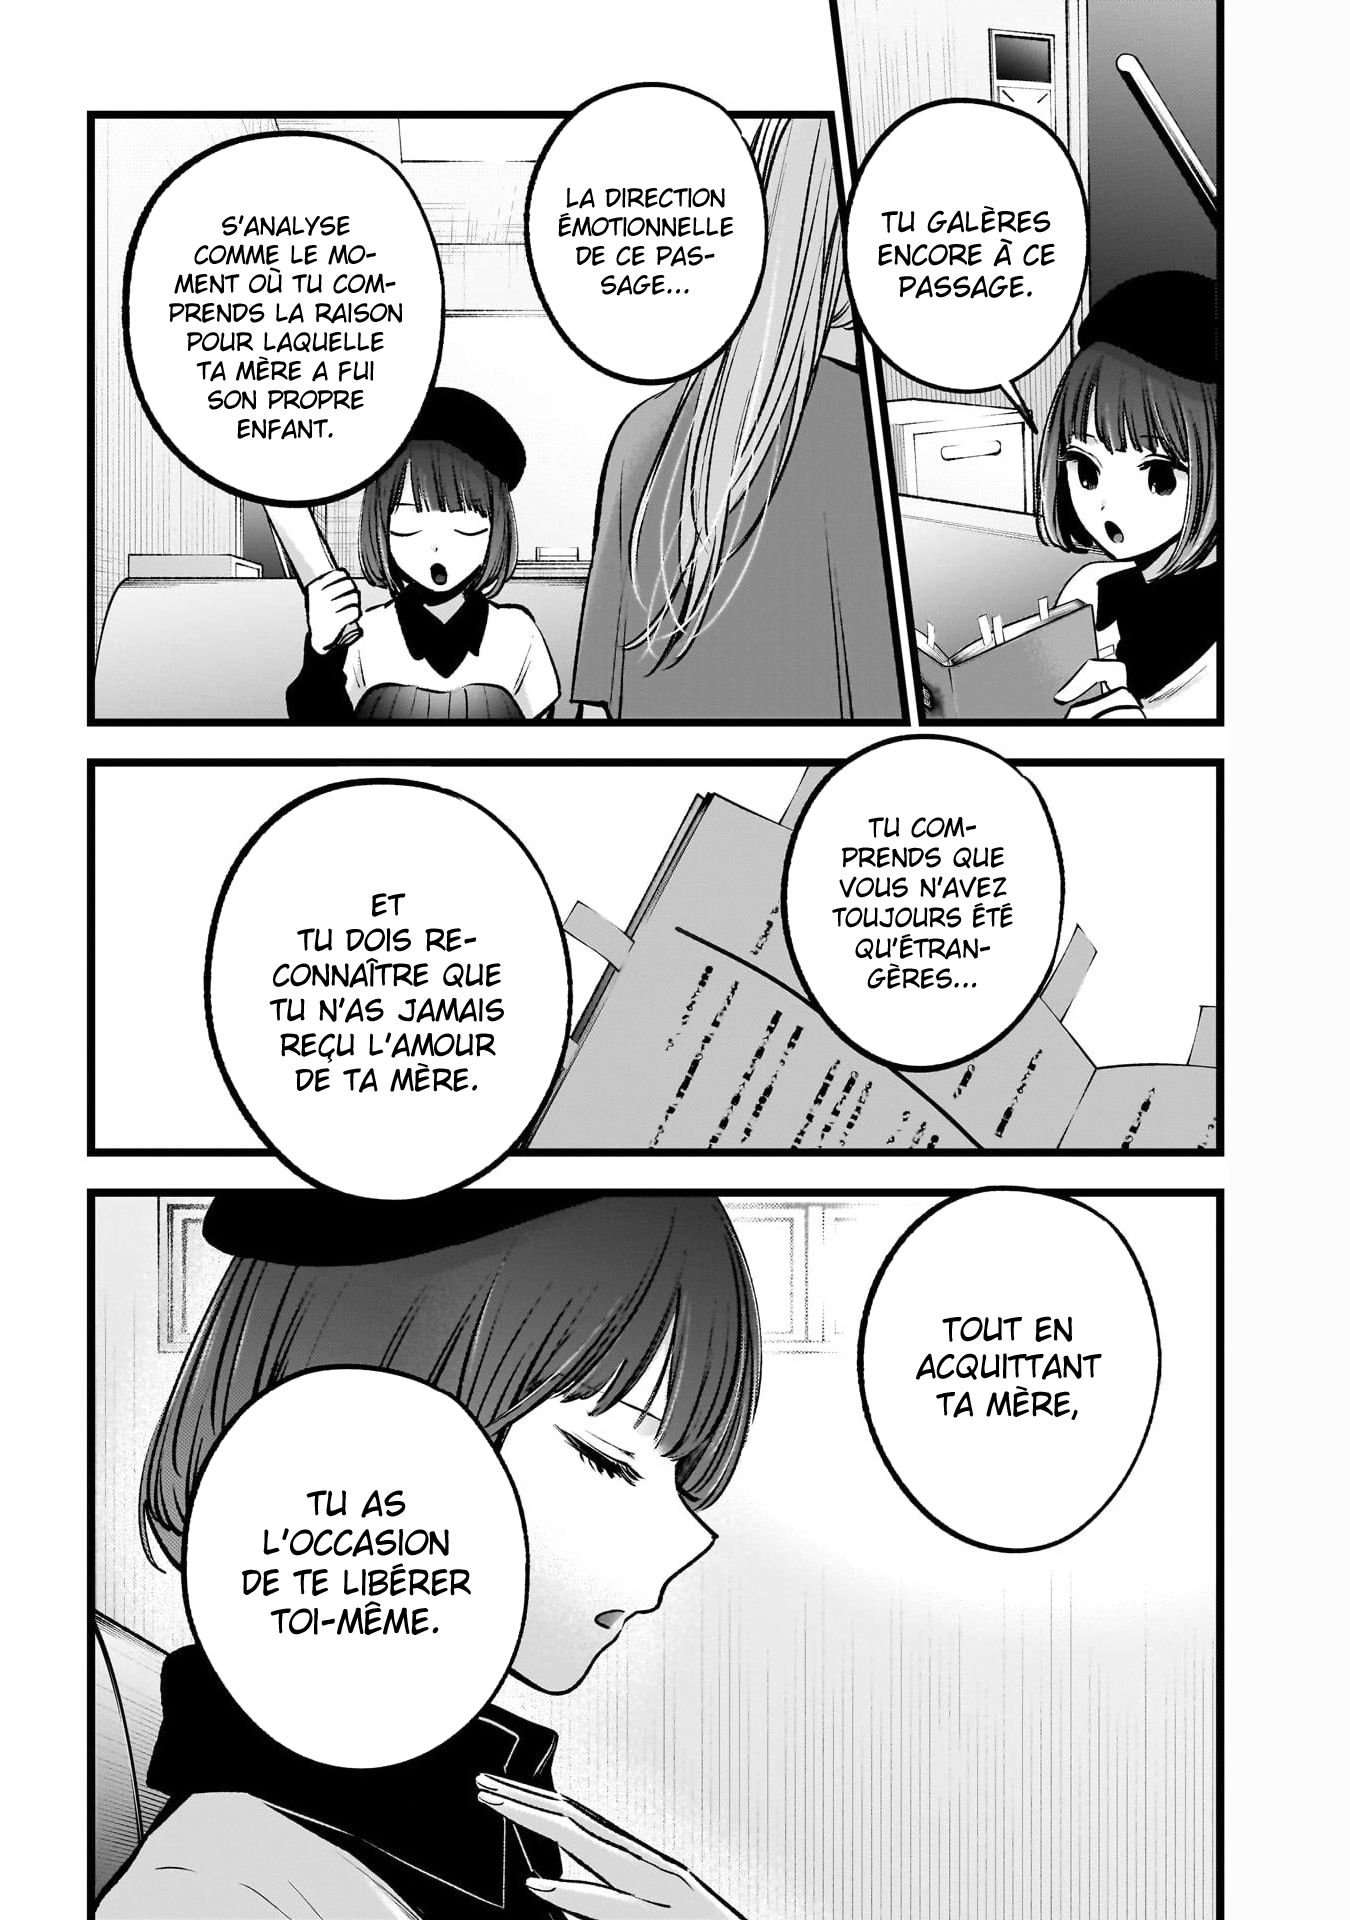 TU GALÈRES
ENCORE À CE
PASSAGE.
LA DIRECTION
ÉMOTIONNELLE
DE CE PAS-
SAGE...
S'ANALYSE
COMME LE MO-
MENT OÙ TU COM-
PRENDS LA RAISON
POUR LAQUELLE
TA MÈRE A FUI
SON PROPRE
ENFANT.
TU COM-
PRENDS QUE
VOUS N'AVEZ
TOUJOURS ÉTÉ
QU'ÉTRAN-
GÈRES...
ET
TU DOIS RE-
CONNAÎTRE QUE
TU N'AS JAMAIS
REÇU L'AMOUR
DE TA MÈRE.
TOUT EN
ACQUITTANT
TA MÈRE,
TU AS
L'OCCASION
DE TE LIBÉRER
TOI-MÊME.